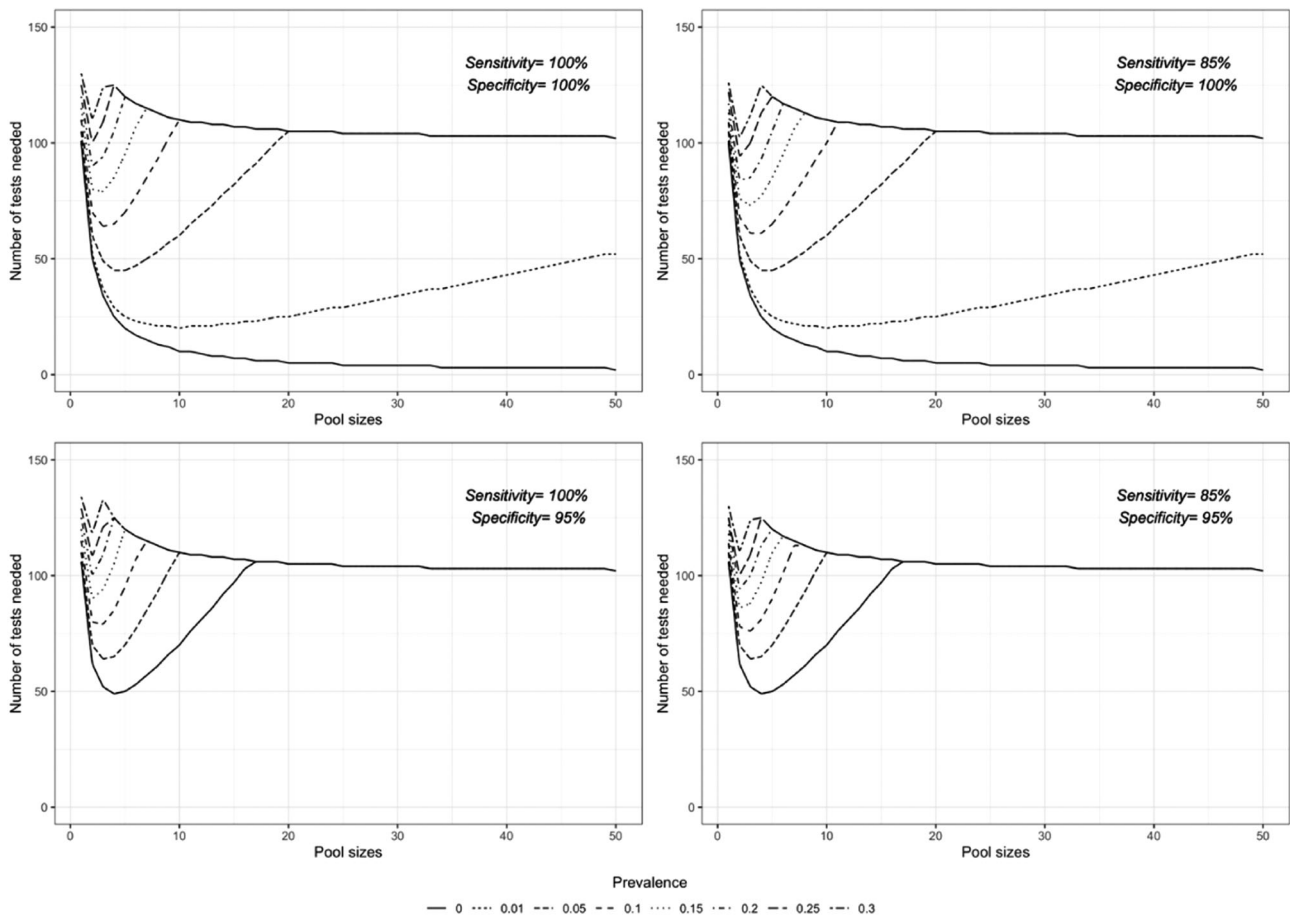 150
100
50
0
Number of tests needed
Sensitivity= 100%
Specificity= 100%
0 10 20 30 40 50
Pool sizes
150
100
50
0
Number of tests needed
Sensitivity= 85%
Specificity= 100%
0 10 20 30 40 50
Pool sizes
150
100
50
0
Number of tests needed
Sensitivity= 100%
Specificity= 95%
0 10 20 30 40 50
Pool sizes
150
100
50
0
Number of tests needed
Sensitivity= 85%
Specificity= 95%
0 10 20 30 40 50
Pool sizes
Prevalence
0 0.01 0.05 0.1 0.15 0.2 0.25 0.3